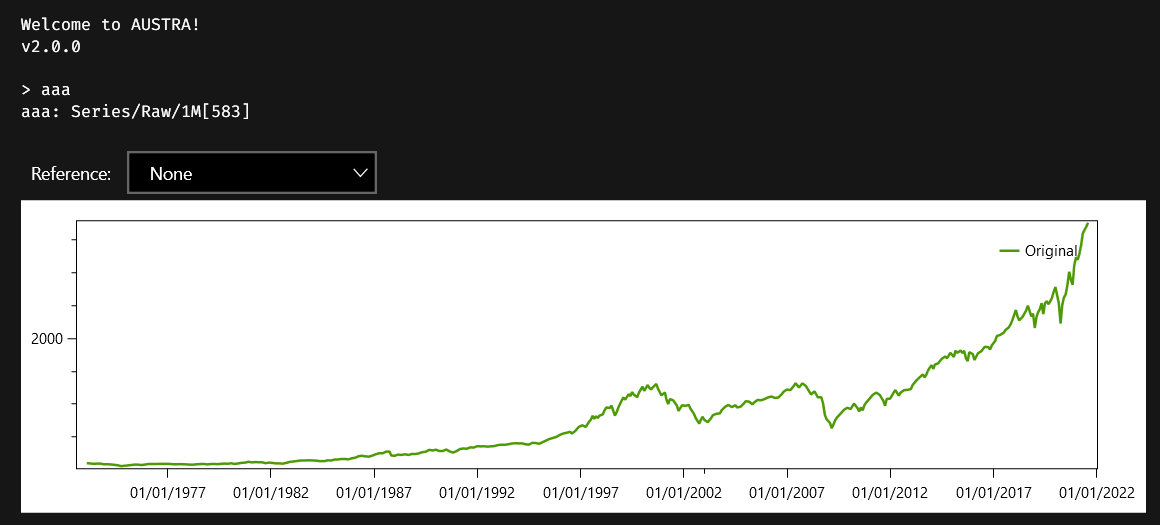 Welcome to AUSTRA!
v2.0.0
> aaa
aaa: Series/Raw/1M[583]
Reference: None
Original
2000
01/01/1977 01/01/1982 01/01/1987 01/01/1992 01/01/1997 01/01/2002 01/01/2007 01/01/2012 01/01/2017 01/01/2022